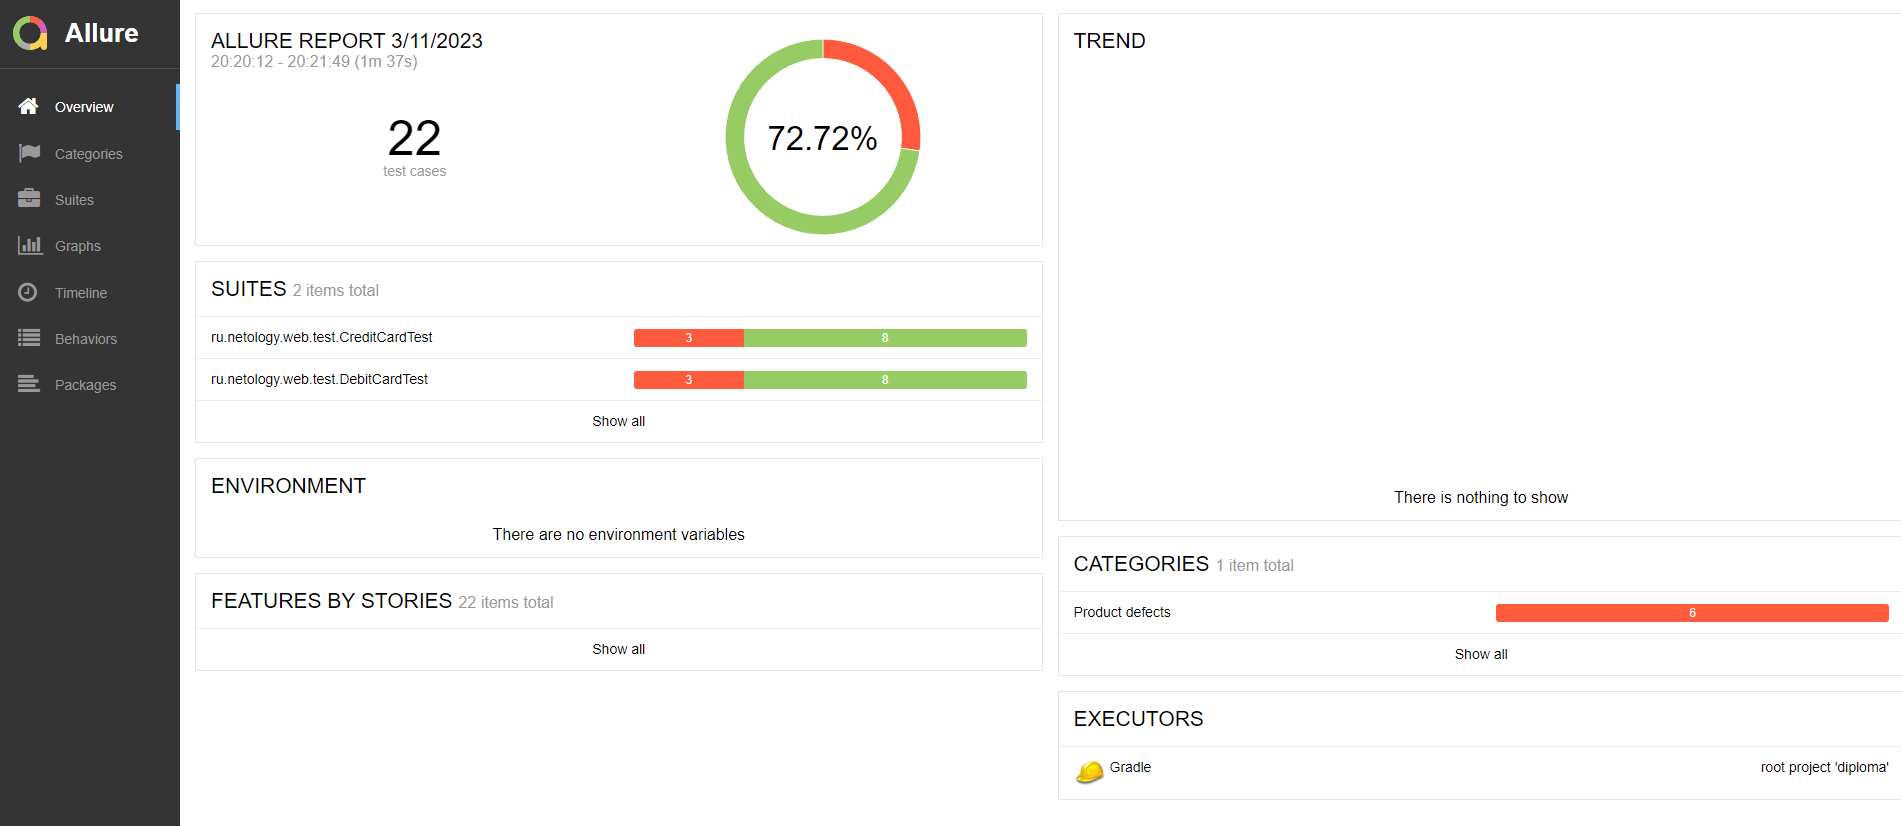 Allure
Overview
Categories
Suites
Graphs
Timeline
Behaviors
Packages
ALLURE REPORT 3/11/2023
20:20:12 - 20:21:49 (1m 37s)
22
test cases
72.72%
SUITES 2 items total
ru.netology.web.test.CreditCardTest 3 8
ru.netology.web.test.DebitCardTest 3 8
Show all
ENVIRONMENT
There are no environment variables
FEATURES BY STORIES 22 items total
Show all
TREND
There is nothing to show
CATEGORIES 1 item total
Product defects 6
Show all
EXECUTORS
Gradle root project 'diploma'